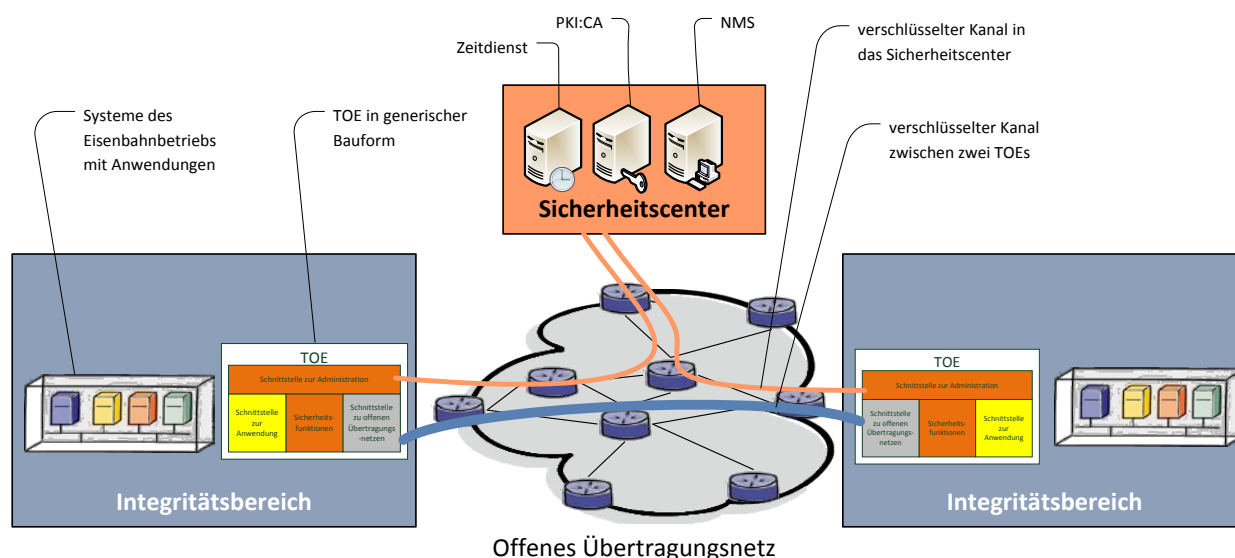 PKI:CA
NMS
Zeitdienst
verschlüsselter Kanal in
das Sicherheitscenter
Systeme des
Eisenbahnbetriebs
mit Anwendungen
TOE in generischer
Bauform
verschlüsselter Kanal
zwischen zwei TOEs
Sicherheitscenter
TOE
Schnittstelle zur Administration
Schnittstelle
zur
Anwendung
Sicherheits-
funktionen
Schnittstelle
zu offenen
Übertragungs
-netzen
Integritätsbereich
TOE
Schnittstelle zur Administration
Schnittstelle
zu offenen
Übertragungs-
netzen
Sicherheits-
funktionen
Schnittstelle
zur
Anwendung
Integritätsbereich
Offenes Übertragungsnetz